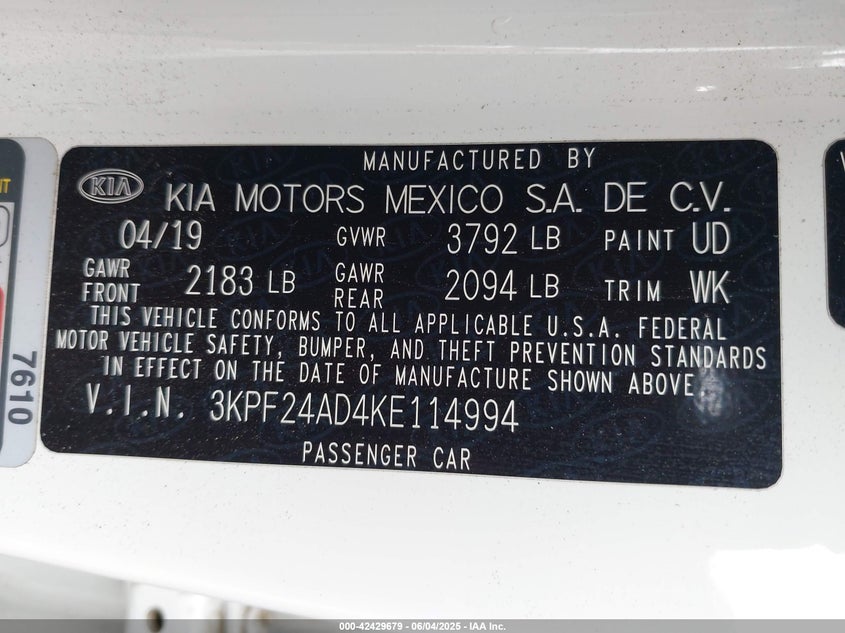 MANUFACTURED BY
KIA KIA MOTORS MEXICO S.A. DE C.V.
04/19 GVWR 3792 LB PAINT UD
GAWR FRONT 2183 LB GAWR REAR 2094 LB TRIM WK
THIS VEHICLE CONFORMS TO ALL APPLICABLE U.S.A. FEDERAL
MOTOR VEHICLE SAFETY, BUMPER, AND THEFT PREVENTION STANDARDS
IN EFFECT ON THE DATE OF MANUFACTURE SHOWN ABOVE.
V.I.N. 3KPF24AD4KE114994
PASSENGER CAR
7610
000-42429679 - 06/04/2025 - IAA Inc.